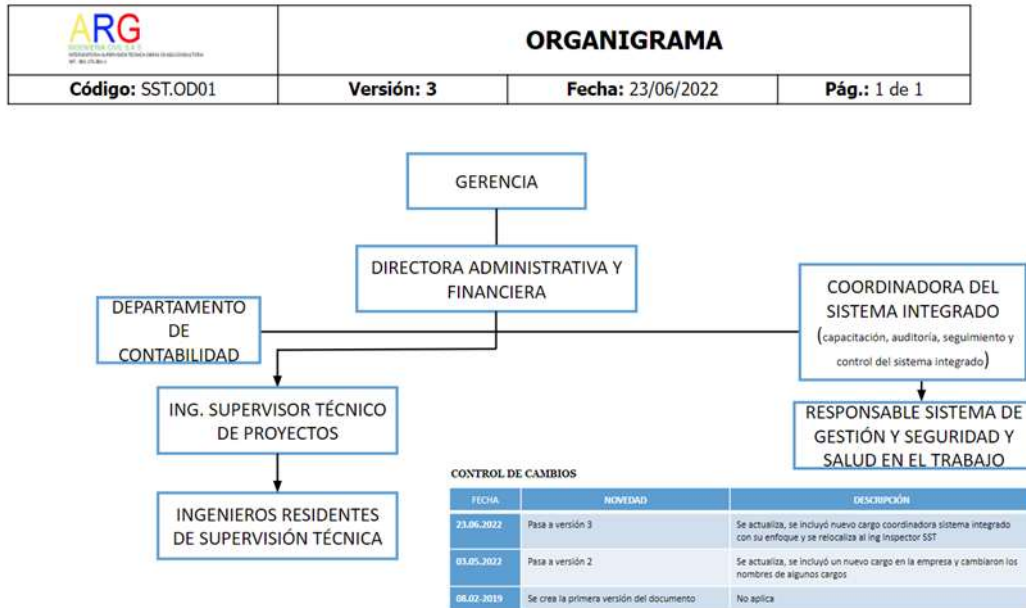 ARG
INGENIERÍA CIVIL S.A.S
ORGANIGRAMA
Código: SST.OD01
Versión: 3
Fecha: 23/06/2022
Pág.: 1 de 1
GERENCIA
DIRECTORA ADMINISTRATIVA Y
FINANCIERA
DEPARTAMENTO
DE
CONTABILIDAD
COORDINADORA DEL
SISTEMA INTEGRADO
(capacitación, auditoría, seguimiento y
control del sistema integrado)
ING. SUPERVISOR TÉCNICO
DE PROYECTOS
RESPONSABLE SISTEMA DE
GESTIÓN Y SEGURIDAD Y
SALUD EN EL TRABAJO
INGENIEROS RESIDENTES
DE SUPERVISIÓN TÉCNICA
CONTROL DE CAMBIOS
FECHA
NOVEDAD
DESCRIPCIÓN
23.06.2022
Pasa a versión 3
Se actualiza, se incluyó nuevo cargo coordinadora sistema integrado
con su enfoque y se relocaliza al ing Inspector SST
03.05.2022
Pasa a versión 2
Se actualiza, se incluyó un nuevo cargo en la empresa y cambiaron los
nombres de algunos cargos
08.02-2019
Se crea la primera versión del documento
No aplica